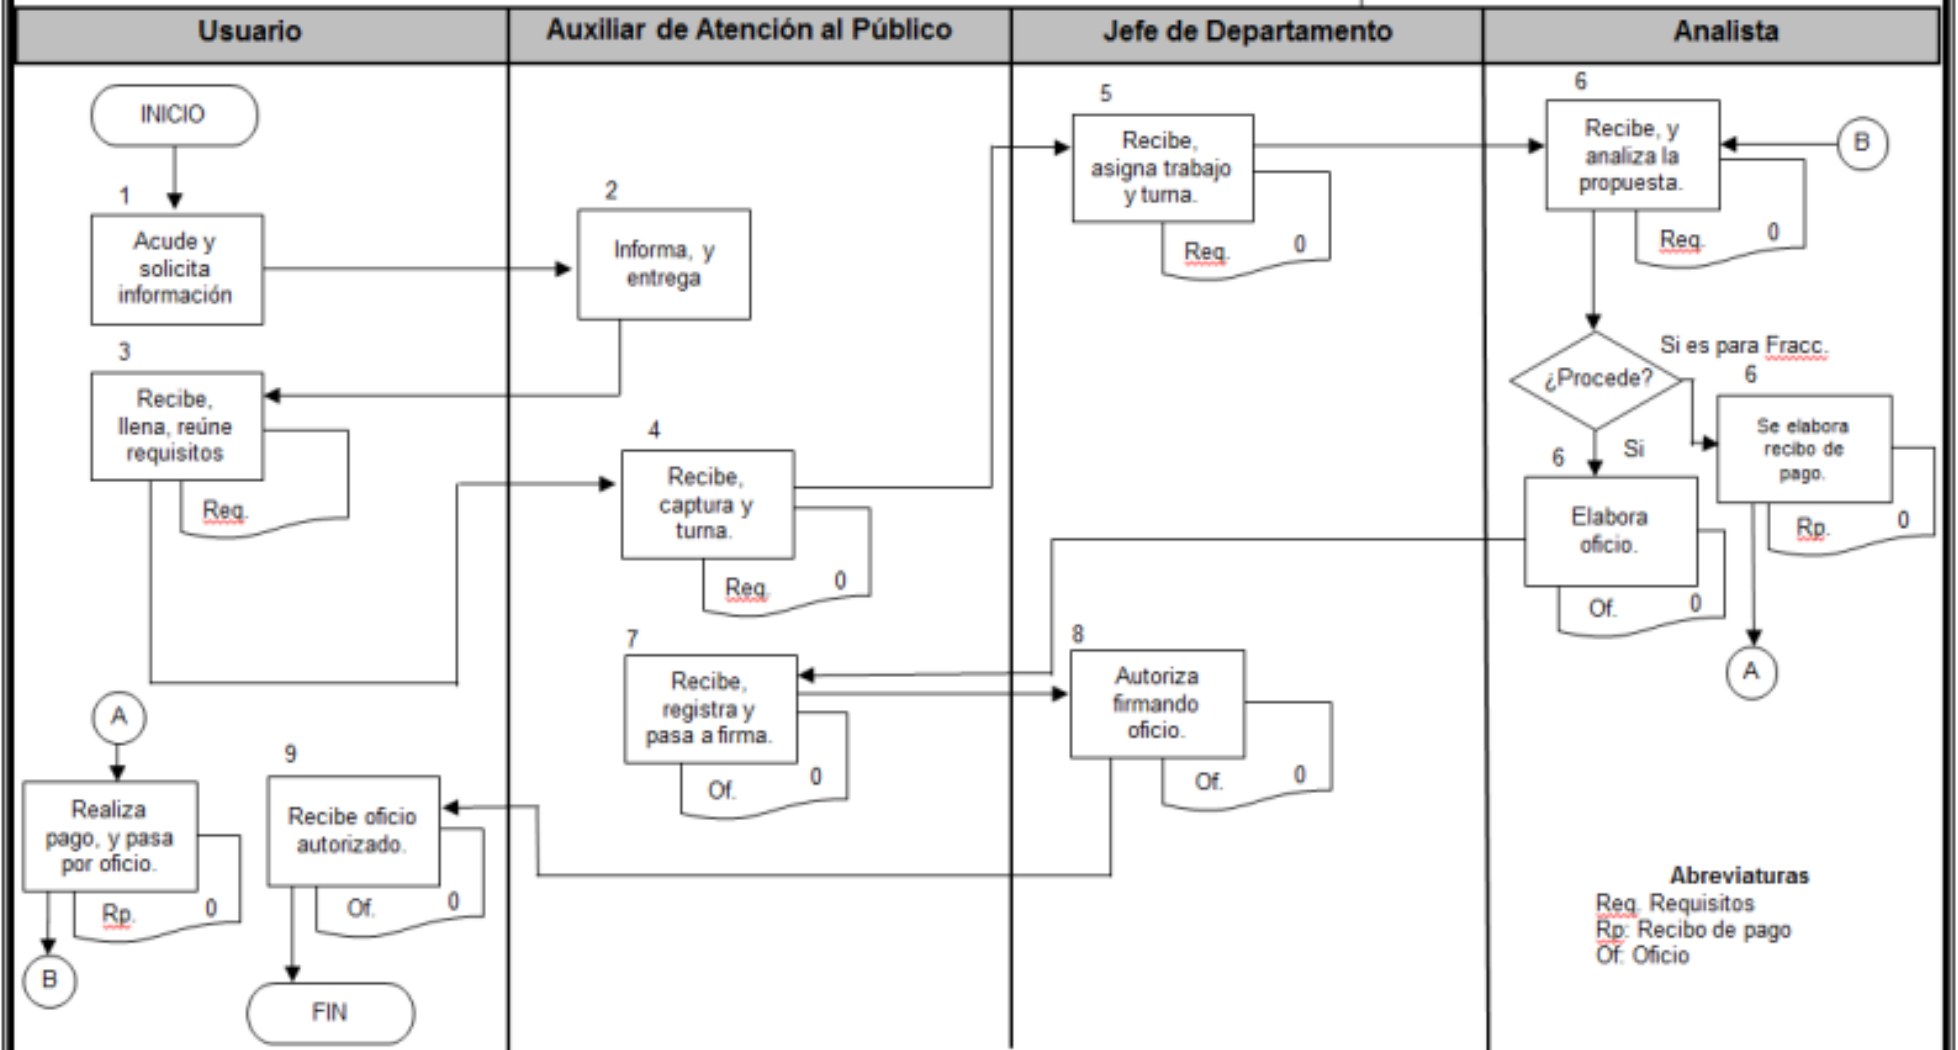 Usuario
Auxiliar de Atención al Público
Jefe de Departamento
Analista
INICIO
1
Acude y
solicita
información
2
Informa, y
entrega
3
Recibe,
llena, reúne
requisitos
Req.
4
Recibe,
captura y
turna.
Req. 0
5
Recibe,
asigna trabajo
y turna.
Req. 0
6
Recibe, y
analiza la
propuesta.
Req. 0
B
¿Procede?
Si es para Fracc.
6
Se elabora
recibo de
pago.
Rp. 0
A
Si
6
Elabora
oficio.
Of. 0
7
Recibe,
registra y
pasa a firma.
Of. 0
8
Autoriza
firmando
oficio.
Of. 0
A
Realiza
pago, y pasa
por oficio.
Rp. 0
B
9
Recibe oficio
autorizado.
Of. 0
FIN
Abreviaturas
Req. Requisitos
Rp: Recibo de pago
Of: Oficio